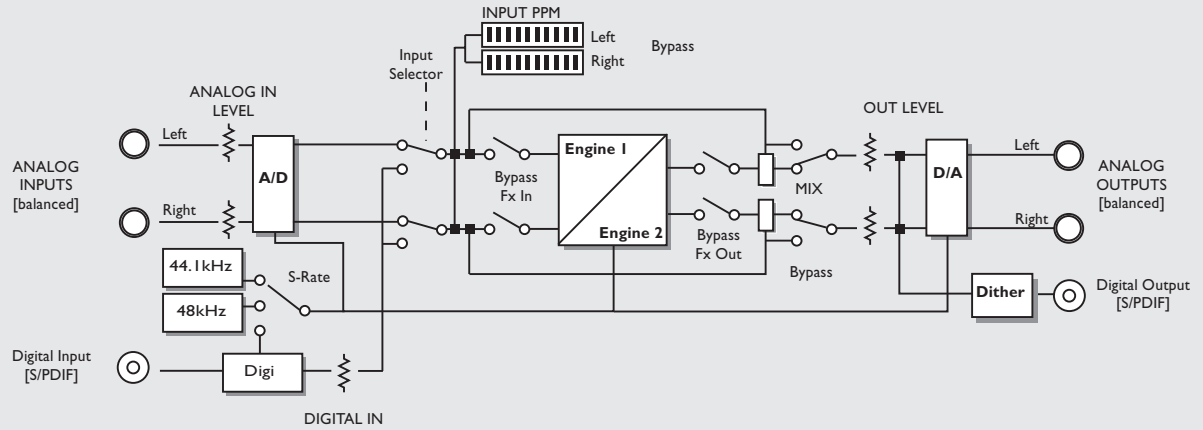 INPUT PPM
Left
Right
Bypass
Input
Selector
ANALOG IN
LEVEL
OUT LEVEL
Left
Right
ANALOG
INPUTS
[balanced]
A/D
Bypass
Fx In
Engine 1
Engine 2
Bypass
Fx Out
MIX
Bypass
D/A
Left
Right
ANALOG
OUTPUTS
[balanced]
44.1kHz
48kHz
S-Rate
Dither
Digital Output
[S/PDIF]
Digital Input
[S/PDIF]
Digi
DIGITAL IN